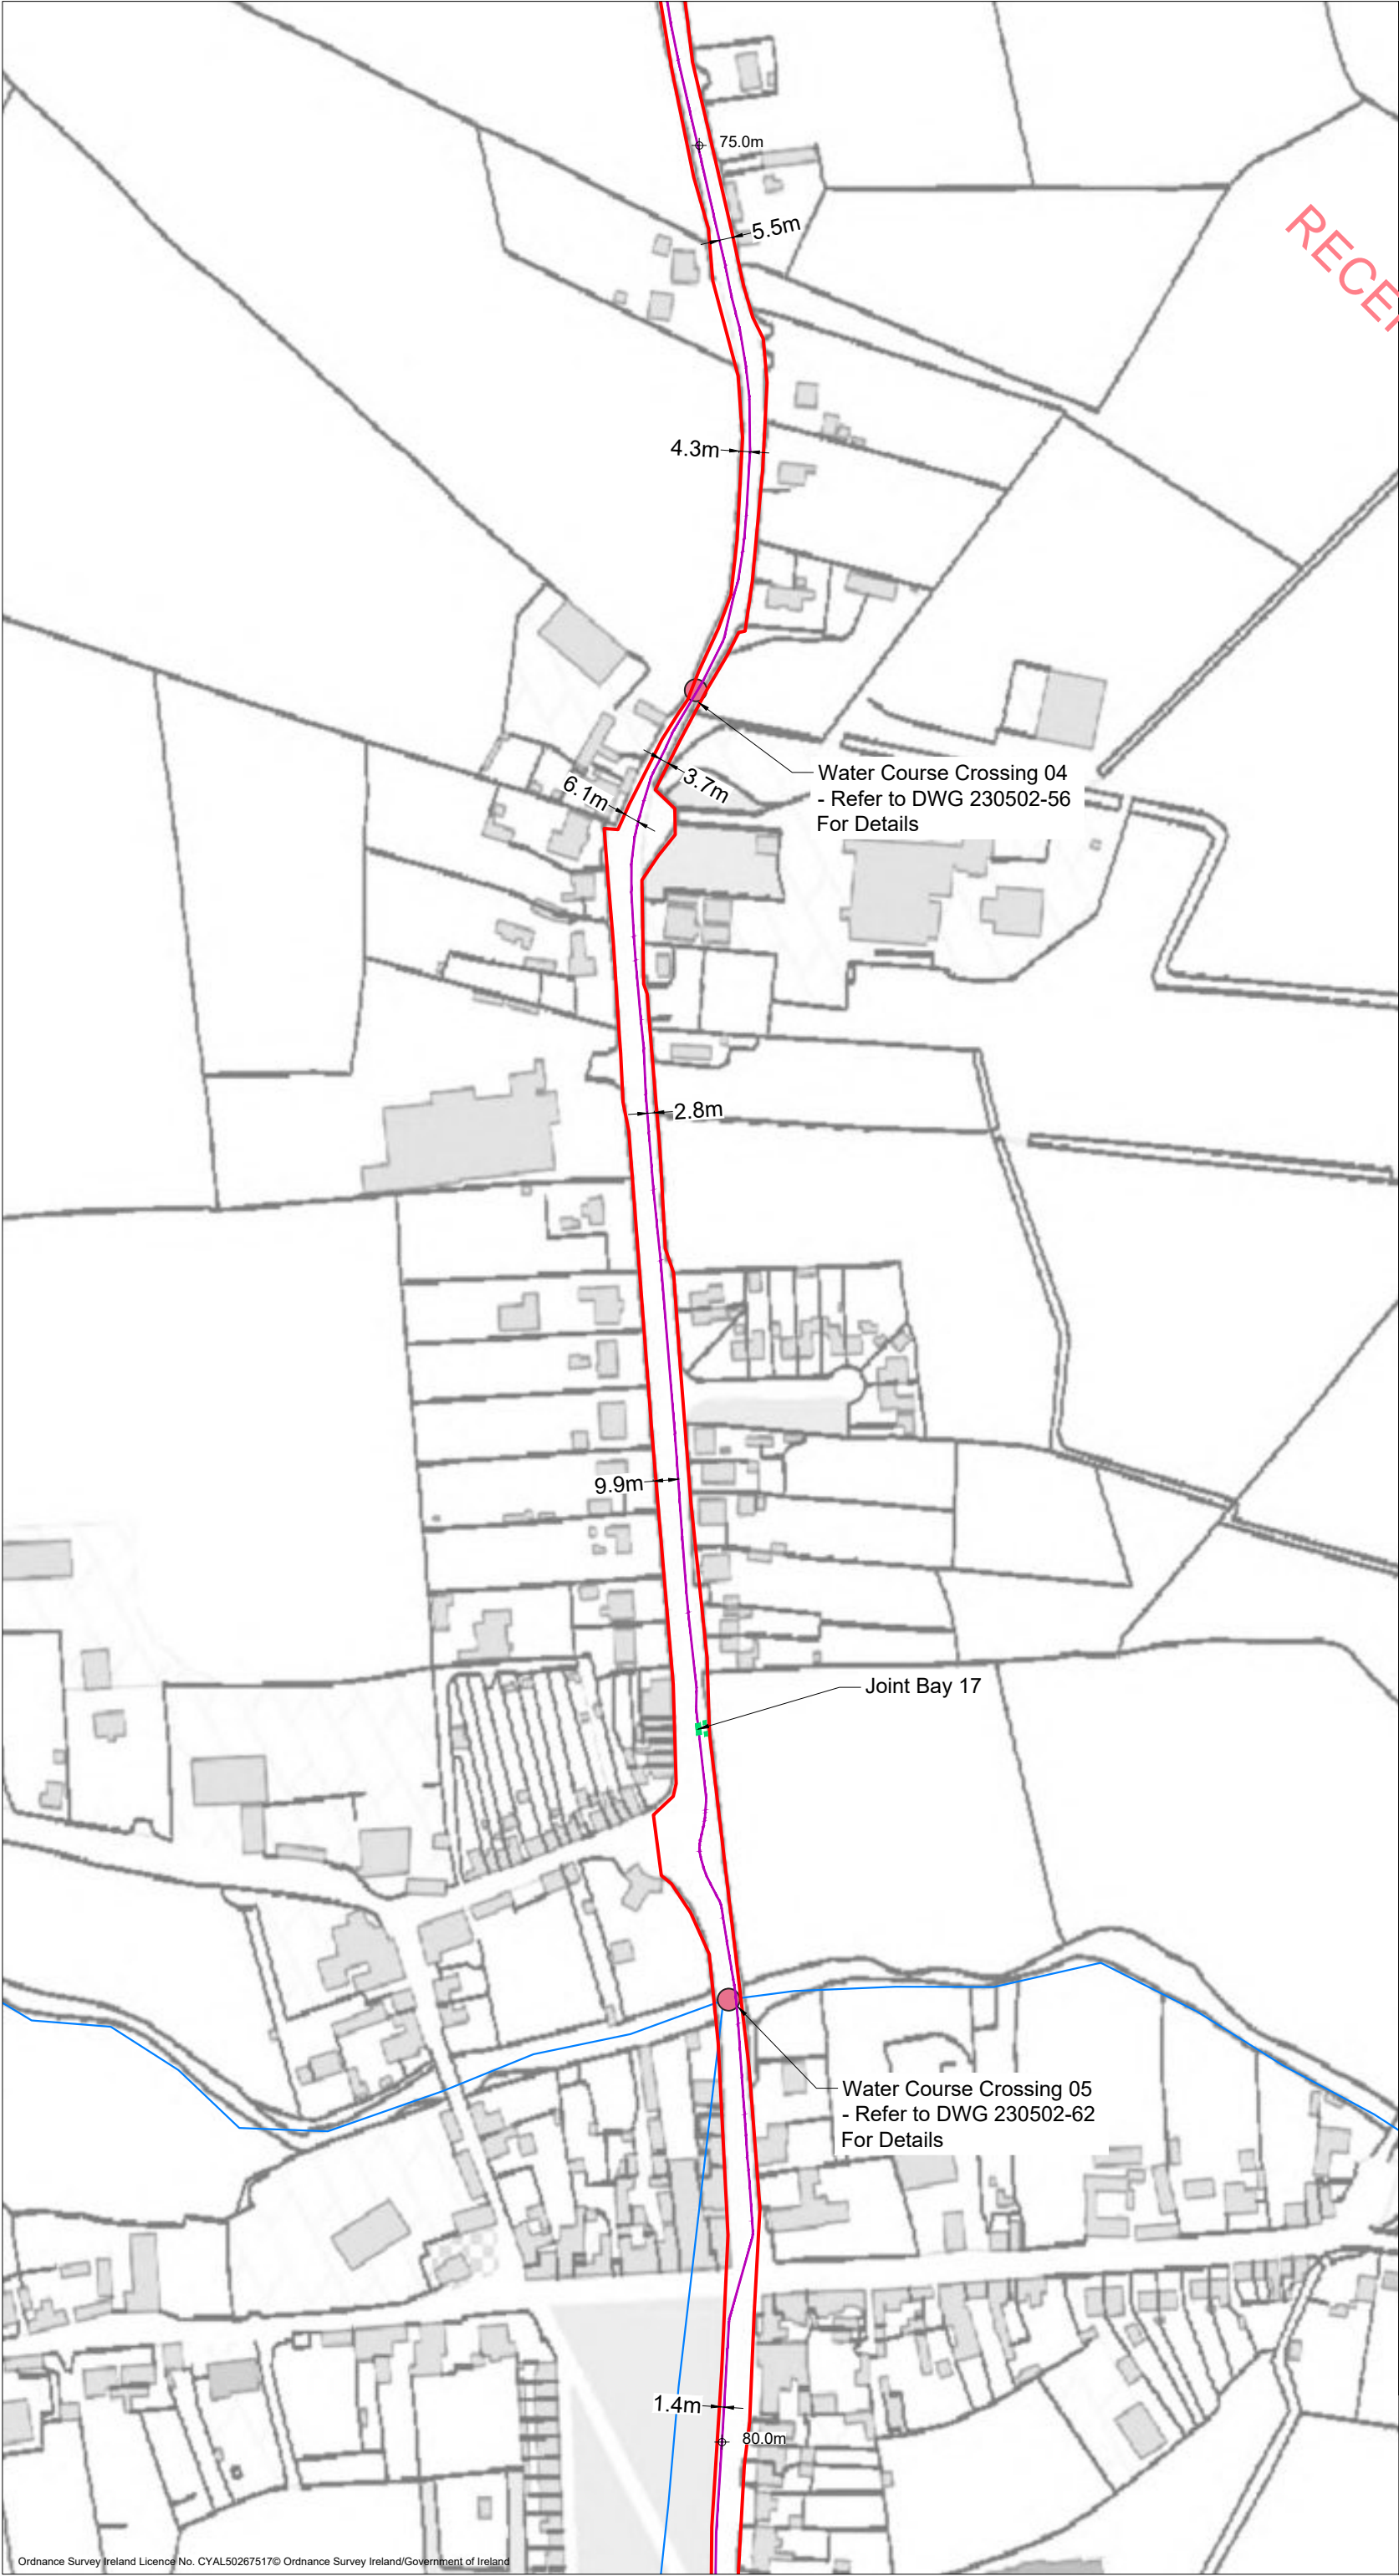 75.0m
5.5m
4.3m
Water Course Crossing 04
- Refer to DWG 230502-56
For Details
3.7m
6.1m
2.8m
9.9m
Joint Bay 17
Water Course Crossing 05
- Refer to DWG 230502-62
For Details
1.4m
80.0m
Ordnance Survey Ireland Licence No. CYAL50267517© Ordnance Survey Ireland/Government of Ireland